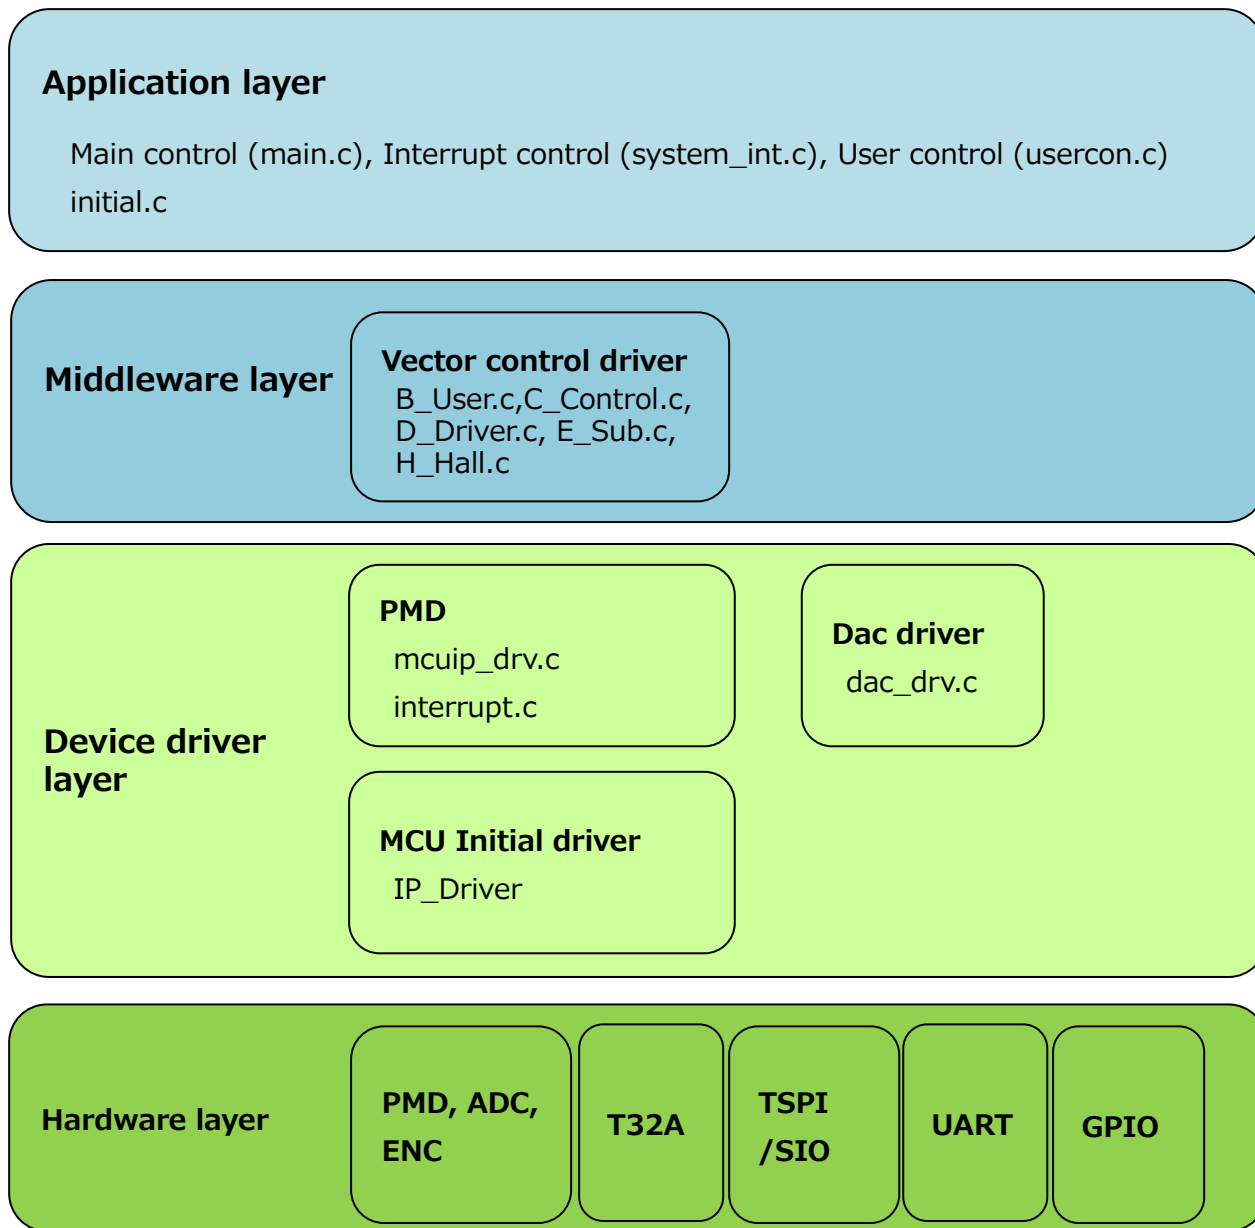 Application layer
Main control (main.c), Interrupt control (system_int.c), User control (usercon.c)
initial.c
Middleware layer
Vector control driver
B_User.c,C_Control.c,
D_Driver.c, E_Sub.c,
H_Hall.c
Device driver
layer
PMD
mcuip_drv.c
interrupt.c
Dac driver
dac_drv.c
MCU Initial driver
IP_Driver
Hardware layer
PMD, ADC,
ENC
T32A
TSPI
/SIO
UART
GPIO